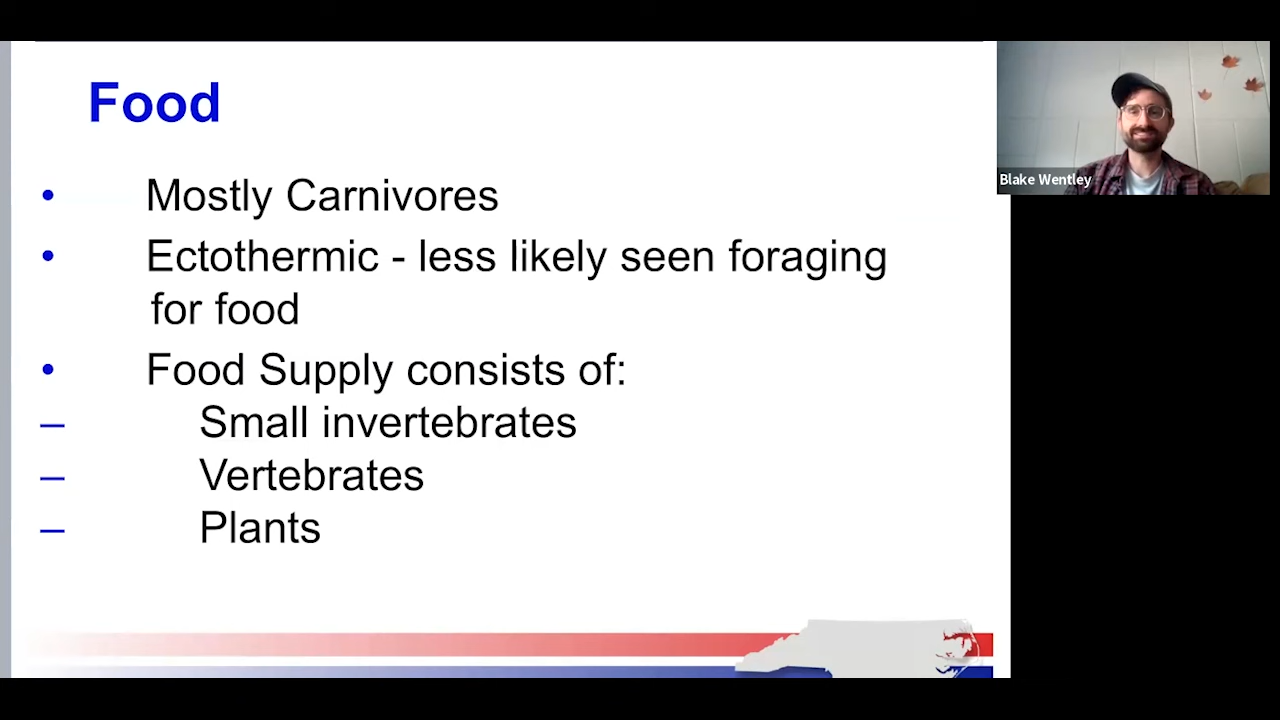 Food
• Mostly Carnivores
• Ectothermic - less likely seen foraging
for food
• Food Supply consists of:
– Small invertebrates
– Vertebrates
– Plants
Blake Wentley